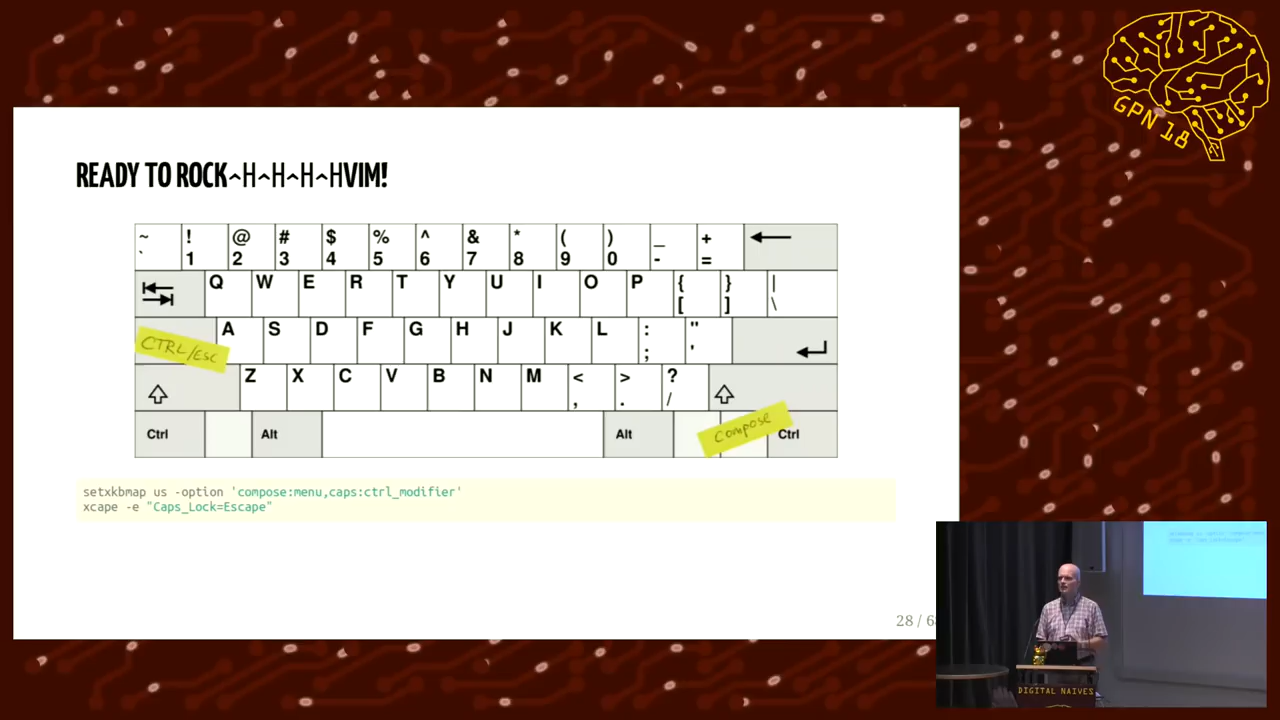 GPN 18
READY TO ROCK^H^H^H^HVIM!
~ ! @ # $ % ^ & * ( ) _ +
` 1 2 3 4 5 6 7 8 9 0 - =
Q W E R T Y U I O P { } |
[ ] \
A S D F G H J K L : "
; '
CTRL/ESC
Z X C V B N M < > ?
, . /
Compose
Ctrl Alt Alt Ctrl
setxkbmap us -option 'compose:menu,caps:ctrl_modifier'
xcape -e "Caps_Lock=Escape"
28 / 6
DIGITAL NAIVES